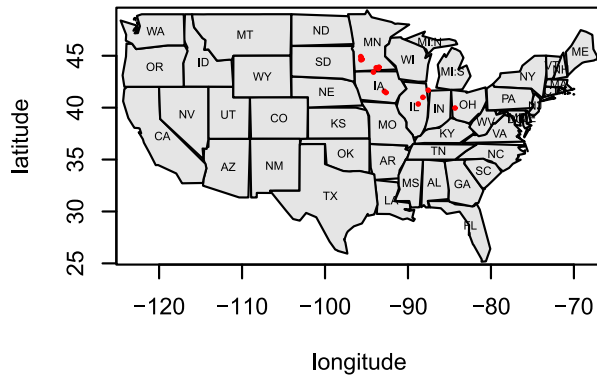 latitude
45
40
35
30
25
WA
MT
ND
MN
MI:N
ME
OR
ID
SD
WI
MI:S
NY
VT
NH
WY
IA
NE
PA
NV
UT
CO
IL
IN
OH
WV
VA
CA
KS
MO
KY
AZ
NM
OK
AR
TN
NC
SC
TX
LA
MS
AL
GA
FL
−120
−110
−100
−90
−80
−70
longitude